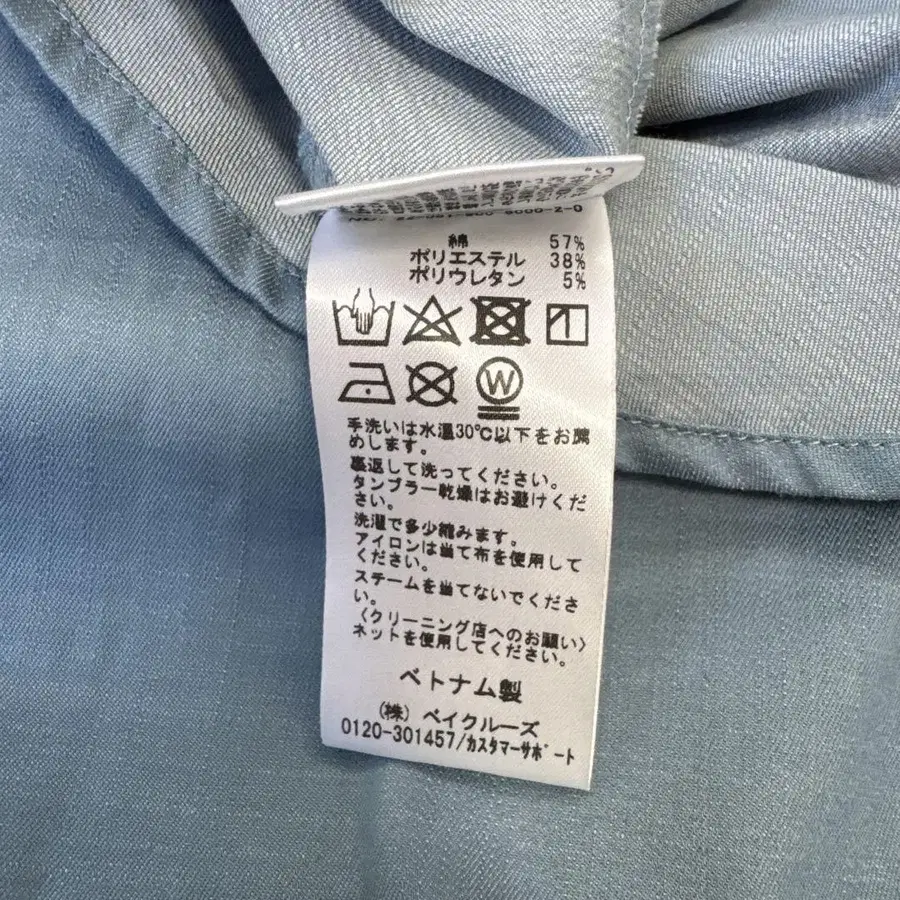 綿 57%
ポリエステル 38%
ポリウレタン 5%
W
手洗いは水温30℃以下をお薦
めします。
裏返して洗ってください。
タンブラー乾燥はお避けくだ
さい。
洗濯で多少縮みます。
アイロンは当て布を使用して
ください。
スチームを当てないでくださ
い。
〈クリーニング店へのお願い〉
ネットを使用してください。
ベトナム製
(株) ベイクルーズ
0120-301457/カスタマーサポート